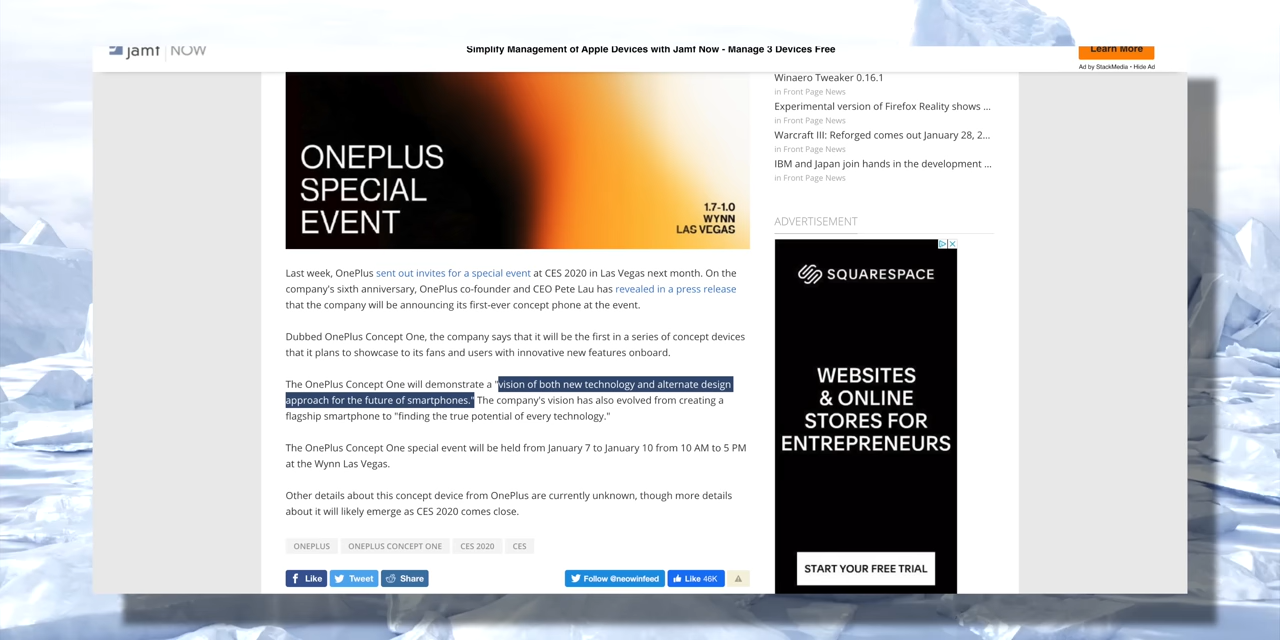 jamf | NOW
Simplify Management of Apple Devices with Jamf Now - Manage 3 Devices Free
Learn More
Ad by StackMedia • Hide Ad
ONEPLUS
SPECIAL
EVENT
1.7-1.0
WYNN
LAS VEGAS
Last week, OnePlus sent out invites for a special event at CES 2020 in Las Vegas next month. On the
company's sixth anniversary, OnePlus co-founder and CEO Pete Lau has revealed in a press release
that the company will be announcing its first-ever concept phone at the event.
Dubbed OnePlus Concept One, the company says that it will be the first in a series of concept devices
that it plans to showcase to its fans and users with innovative new features onboard.
The OnePlus Concept One will demonstrate a "vision of both new technology and alternate design
approach for the future of smartphones." The company's vision has also evolved from creating a
flagship smartphone to "finding the true potential of every technology."
The OnePlus Concept One special event will be held from January 7 to January 10 from 10 AM to 5 PM
at the Wynn Las Vegas.
Other details about this concept device from OnePlus are currently unknown, though more details
about it will likely emerge as CES 2020 comes close.
ONEPLUS ONEPLUS CONCEPT ONE CES 2020 CES
Like Tweet Share Follow @neowinfeed Like 46K
Winaero Tweaker 0.16.1
in Front Page News
Experimental version of Firefox Reality shows ...
in Front Page News
Warcraft III: Reforged comes out January 28, 2...
in Front Page News
IBM and Japan join hands in the development ...
in Front Page News
ADVERTISEMENT
SQUARESPACE
WEBSITES
& ONLINE
STORES FOR
ENTREPRENEURS
START YOUR FREE TRIAL